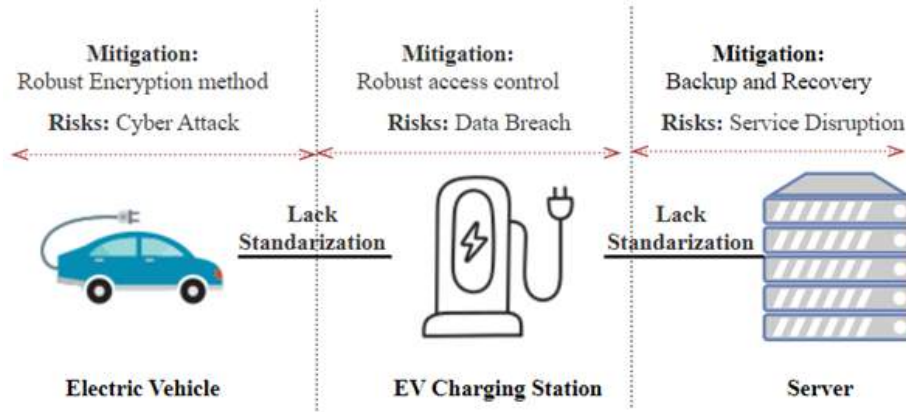 Mitigation:
Robust Encryption method
Risks: Cyber Attack
Mitigation:
Robust access control
Risks: Data Breach
Mitigation:
Backup and Recovery
Risks: Service Disruption
Lack
Standarization
Lack
Standarization
Electric Vehicle
EV Charging Station
Server